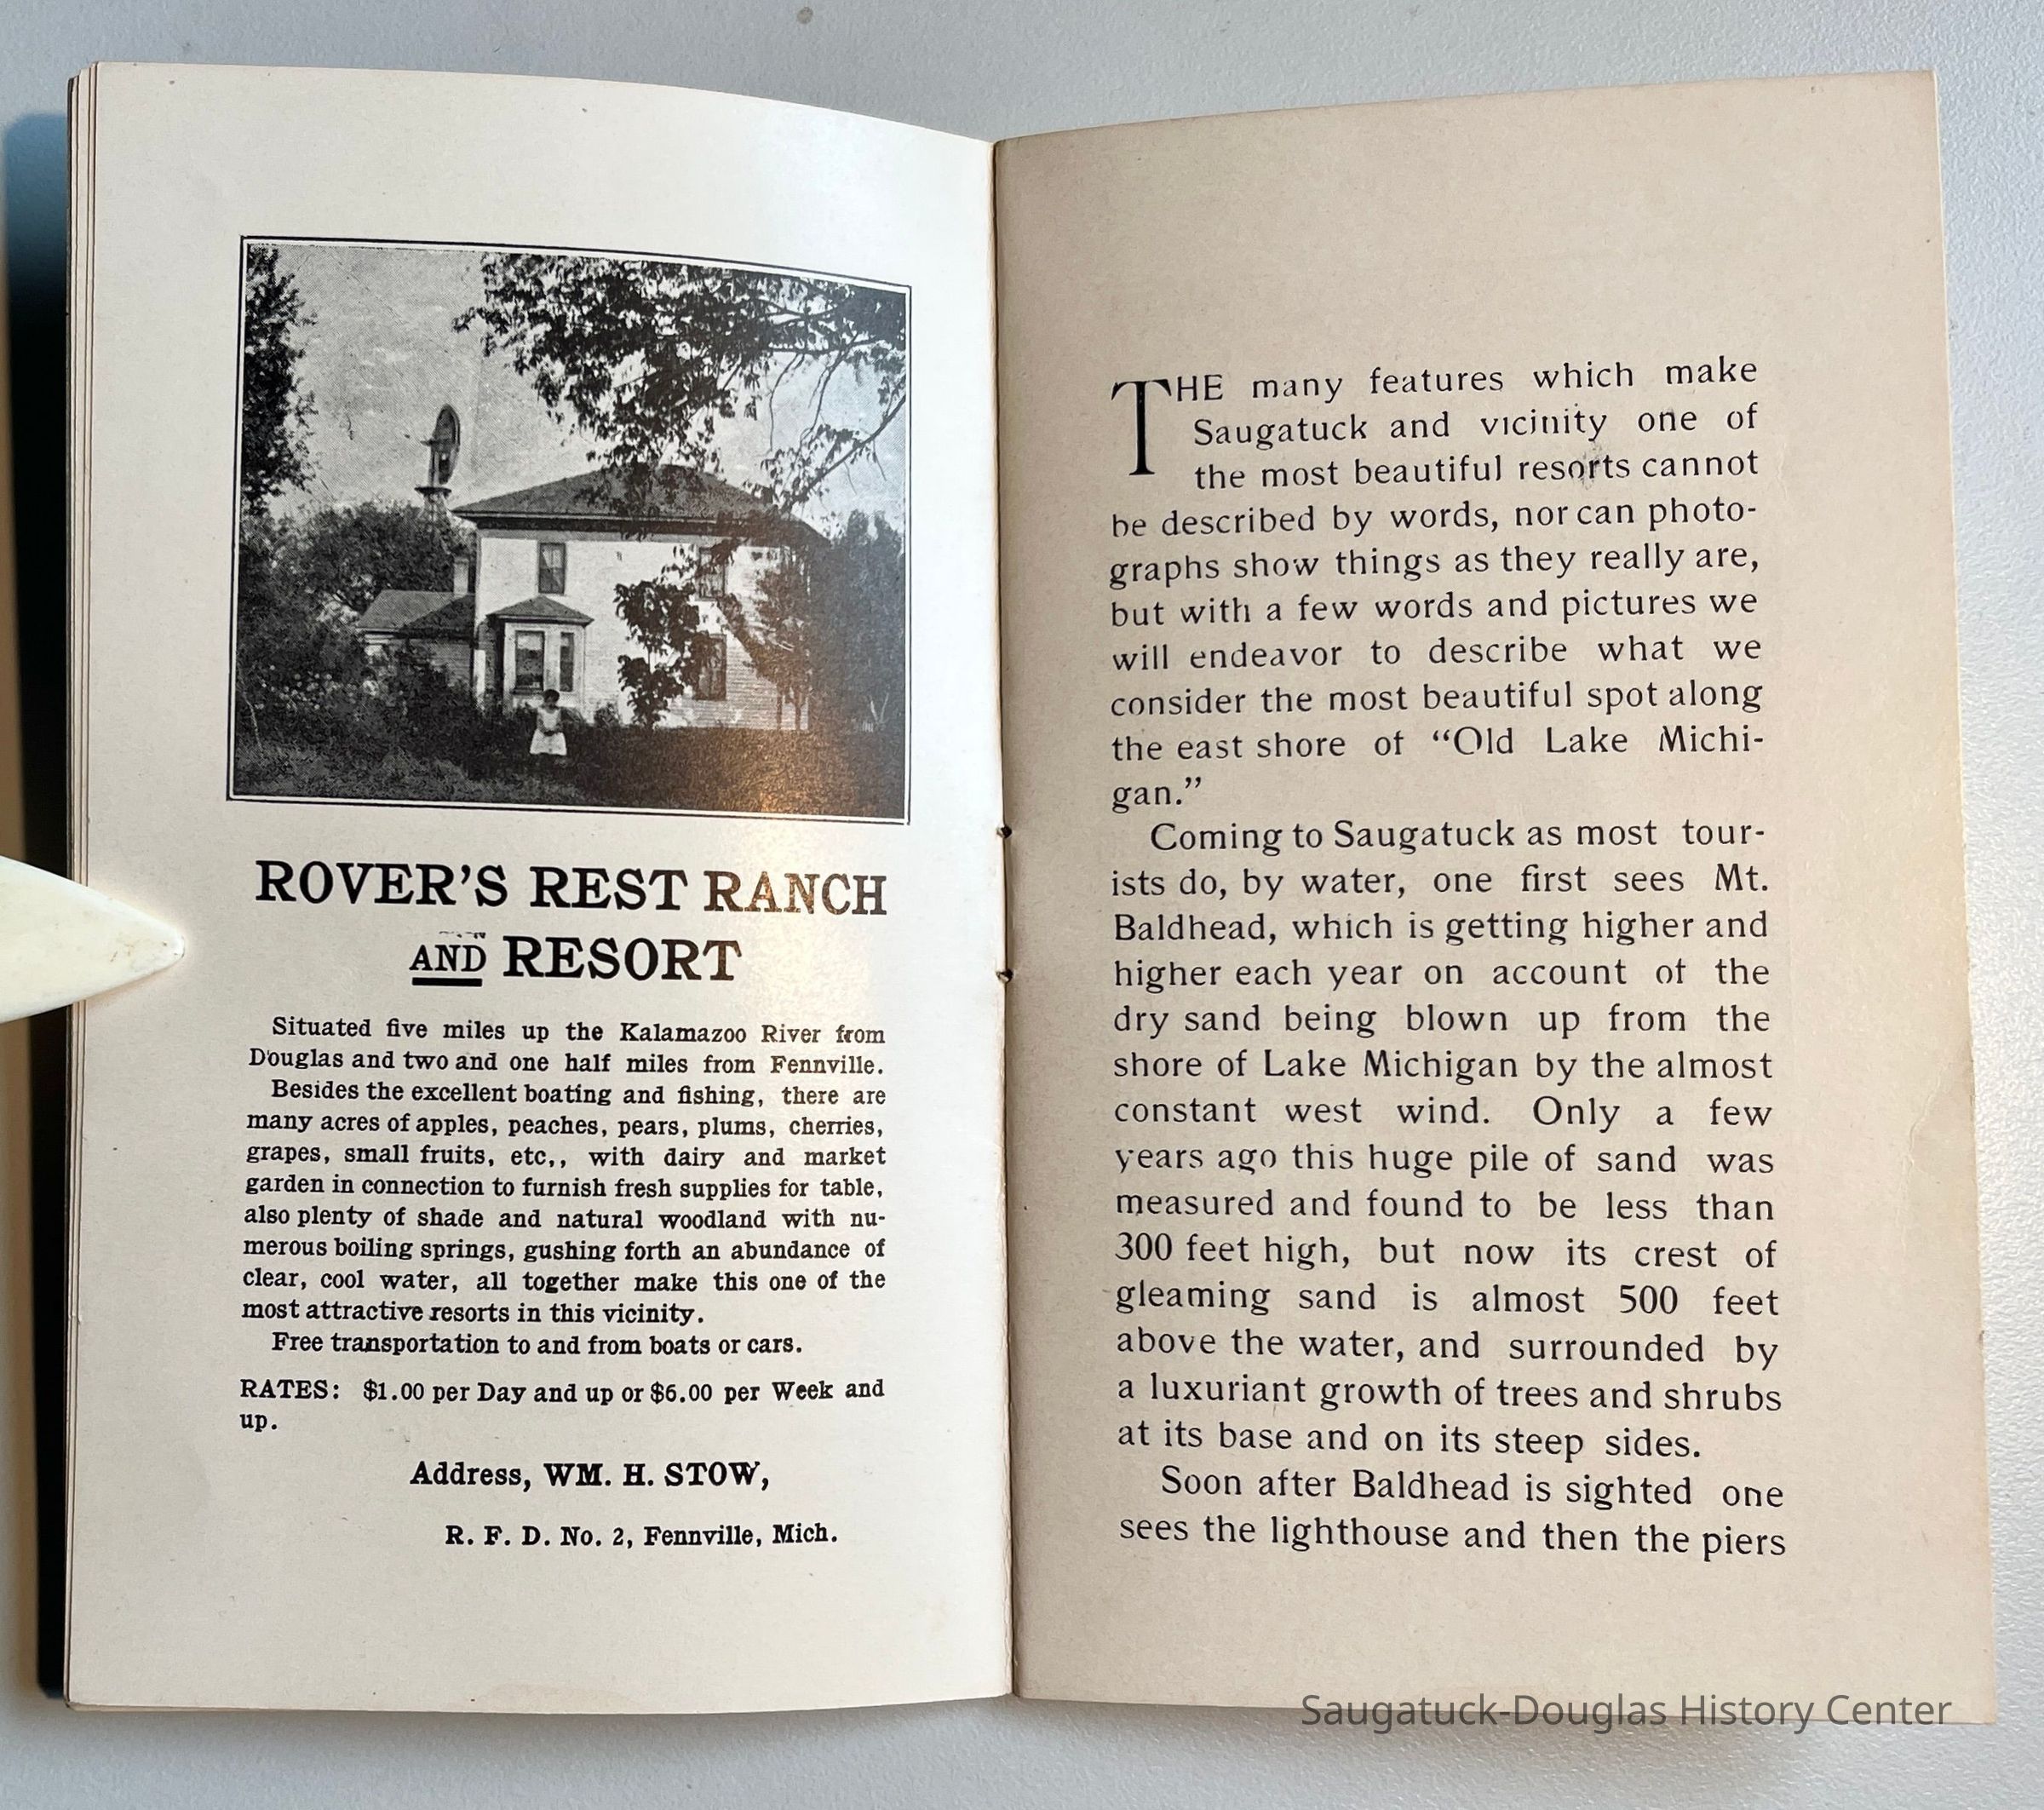 ROVER'S REST RANCH
AND RESORT
Situated five miles up the Kalamazoo River from
Douglas and two and one half miles from Fennville.
Besides the excellent boating and fishing, there are
many acres of apples, peaches, pears, plums, cherries,
grapes, small fruits, etc,, with dairy and market
garden in connection to furnish fresh supplies for table,
also plenty of shade and natural woodland with nu-
merous boiling springs, gushing forth an abundance of
clear, cool water, all together make this one of the
most attractive resorts in this vicinity.
Free transportation to and from boats or cars.
RATES: $1.00 per Day and up or $6.00 per Week and
up.
Address, WM. H. STOW,
R. F. D. No. 2, Fennville, Mich.
THE many features which make
Saugatuck and vicinity one of
the most beautiful resorts cannot
be described by words, nor can photo-
graphs show things as they really are,
but with a few words and pictures we
will endeavor to describe what we
consider the most beautiful spot along
the east shore of “Old Lake Michi-
gan.”
Coming to Saugatuck as most tour-
ists do, by water, one first sees Mt.
Baldhead, which is getting higher and
higher each year on account of the
dry sand being blown up from the
shore of Lake Michigan by the almost
constant west wind. Only a few
years ago this huge pile of sand was
measured and found to be less than
300 feet high, but now its crest of
gleaming sand is almost 500 feet
above the water, and surrounded by
a luxuriant growth of trees and shrubs
at its base and on its steep sides.
Soon after Baldhead is sighted one
sees the lighthouse and then the piers
Saugatuck-Douglas History Center